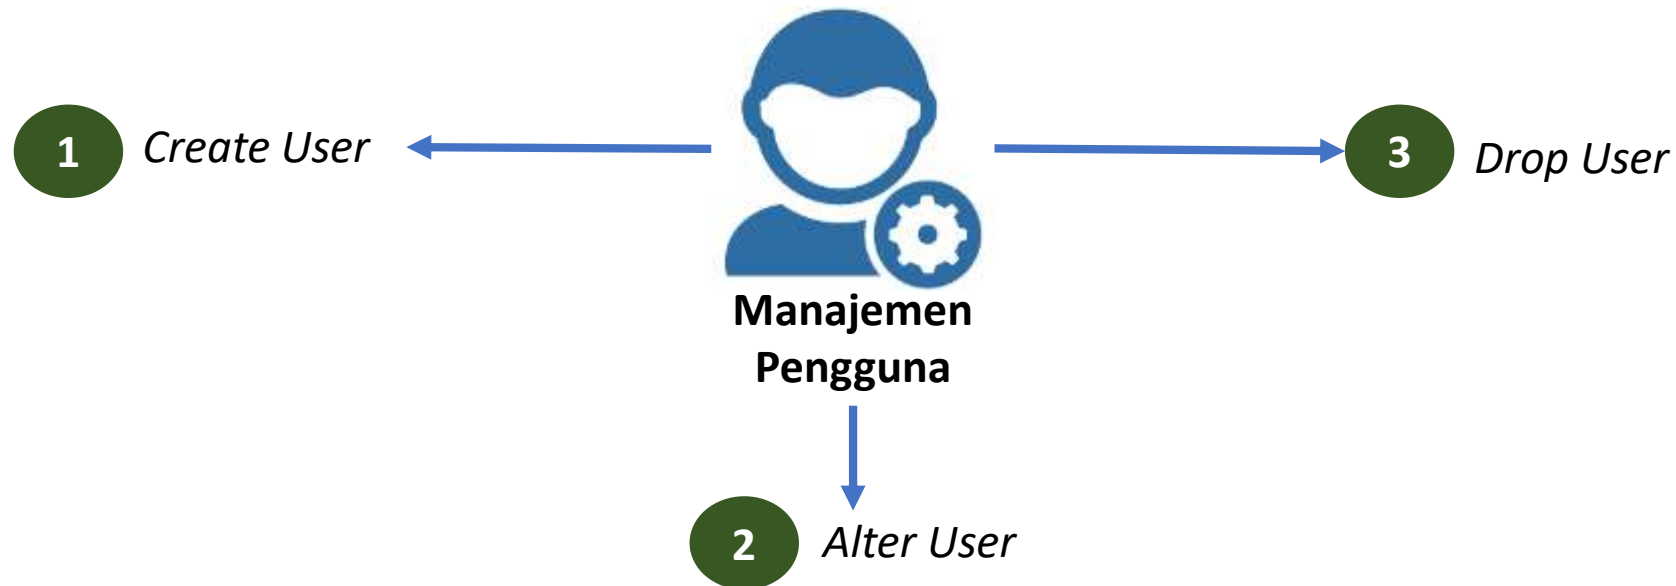 1 Create User
3 Drop User
Manajemen
Pengguna
2 Alter User